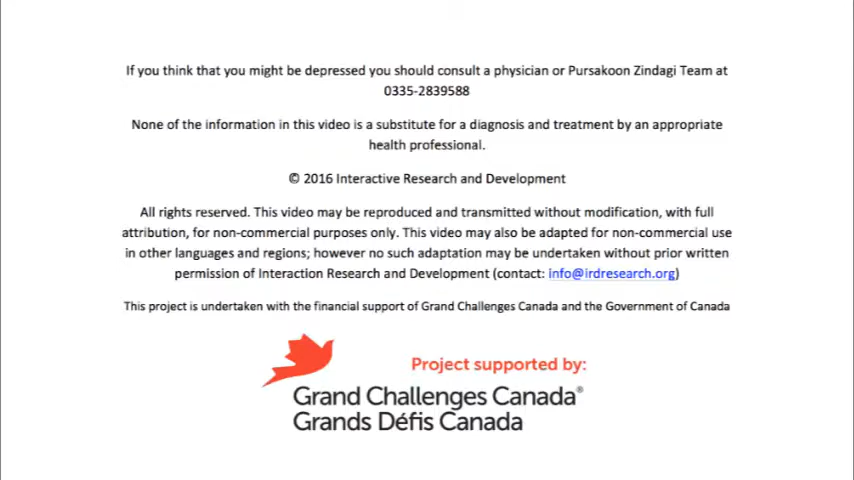 If you think that you might be depressed you should consult a physician or Pursakoon Zindagi Team at
0335-2839588
None of the information in this video is a substitute for a diagnosis and treatment by an appropriate
health professional.
© 2016 Interactive Research and Development
All rights reserved. This video may be reproduced and transmitted without modification, with full
attribution, for non-commercial purposes only. This video may also be adapted for non-commercial use
in other languages and regions; however no such adaptation may be undertaken without prior written
permission of Interaction Research and Development (contact: info@irdresearch.org)
This project is undertaken with the financial support of Grand Challenges Canada and the Government of Canada
Project supported by:
Grand Challenges Canada®
Grands Défis Canada